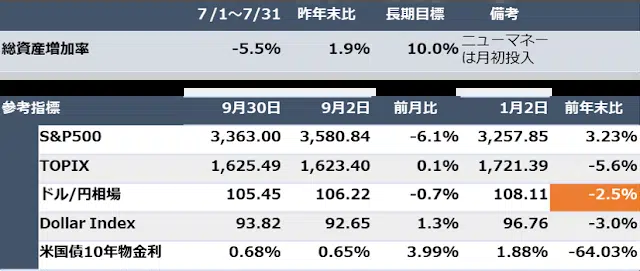 7/1～7/31 昨年末比 長期目標 備考
総資産増加率 -5.5% 1.9% 10.0% ニューマネー
は月初投入
参考指標 9月30日 9月2日 前月比 1月2日 前年末比
S&P500 3,363.00 3,580.84 -6.1% 3,257.85 3.23%
TOPIX 1,625.49 1,623.40 0.1% 1,721.39 -5.6%
ドル/円相場 105.45 106.22 -0.7% 108.11 -2.5%
Dollar Index 93.82 92.65 1.3% 96.76 -3.0%
米国債10年物金利 0.68% 0.65% 3.99% 1.88% -64.03%